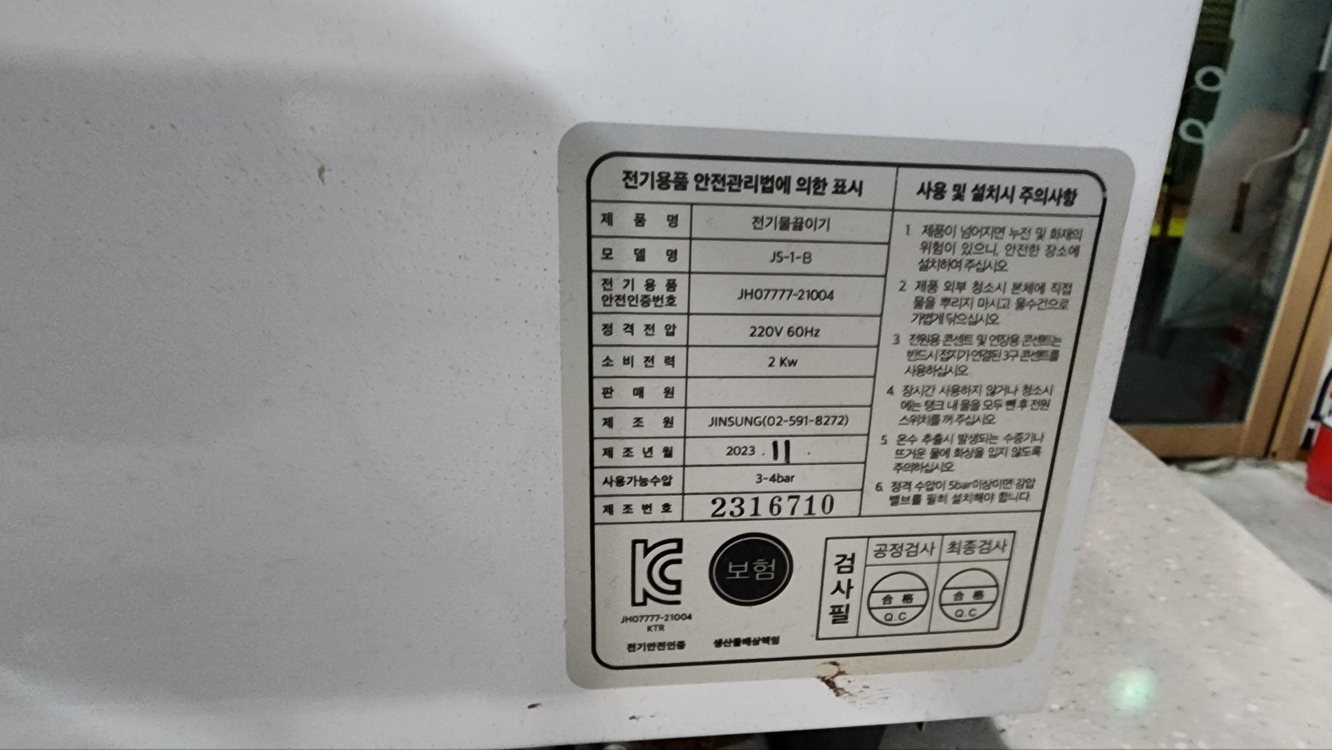 전기용품 안전관리법에 의한 표시
제 품 명 전기물끓이기
모 델 명 JS-1-B
전 기 용 품
안전인증번호 JH07777-21004
정 격 전 압 220V 60Hz
소 비 전 력 2 Kw
판 매 원
제 조 원 JINSUNG(02-591-8272)
제 조 년 월 2023 . 11 .
사용가능수압 3-4bar
제 조 번 호 2316710
사용 및 설치시 주의사항
1. 제품이 넘어지면 누전 및 화재의
위험이 있으니, 안전한 장소에
설치하여 주십시오.
2. 제품 외부 청소시 본체에 직접
물을 뿌리지 마시고 물수건으로
가볍게 닦으십시오.
3. 전원용 콘센트 및 연장용 콘센트는
반드시 접지가 연결된 3구 콘센트를
사용하십시오.
4. 장시간 사용하지 않거나 청소시
에는 탱크 내 물을 모두 뺀 후 전원
스위치를 꺼 주십시오.
5. 온수 추출시 발생되는 수증기나
뜨거운 물에 화상을 입지 않도록
주의하십시오.
6. 정격 수압이 5bar이상이면 감압
밸브를 필히 설치해야 합니다.
KC
JH07777-21004
KTR
전기안전인증
보험
생산물배상책임
검사필
공정검사 최종검사
合格 合格
Q.C Q.C